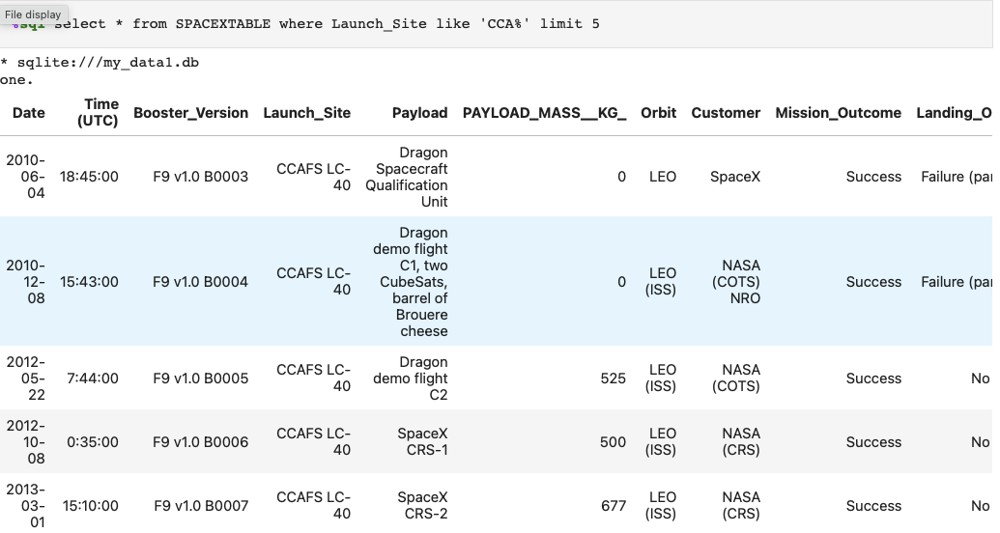 File display
%sql select * from SPACEXTABLE where Launch_Site like 'CCA%' limit 5
* sqlite:///my_data1.db
one.
Date
Time
(UTC)
Booster_Version
Launch_Site
Payload
PAYLOAD_MASS__KG_
Orbit
Customer
Mission_Outcome
Landing_O
2010-
06-
04
18:45:00
F9 v1.0 B0003
CCAFS LC-
40
Dragon
Spacecraft
Qualification
Unit
0
LEO
SpaceX
Success
Failure (par
2010-
12-
08
15:43:00
F9 v1.0 B0004
CCAFS LC-
40
Dragon
demo flight
C1, two
CubeSats,
barrel of
Brouere
cheese
0
LEO
(ISS)
NASA
(COTS)
NRO
Success
Failure (par
2012-
05-
22
7:44:00
F9 v1.0 B0005
CCAFS LC-
40
Dragon
demo flight
C2
525
LEO
(ISS)
NASA
(COTS)
Success
No
2012-
10-
08
0:35:00
F9 v1.0 B0006
CCAFS LC-
40
SpaceX
CRS-1
500
LEO
(ISS)
NASA
(CRS)
Success
No
2013-
03-
01
15:10:00
F9 v1.0 B0007
CCAFS LC-
40
SpaceX
CRS-2
677
LEO
(ISS)
NASA
(CRS)
Success
No